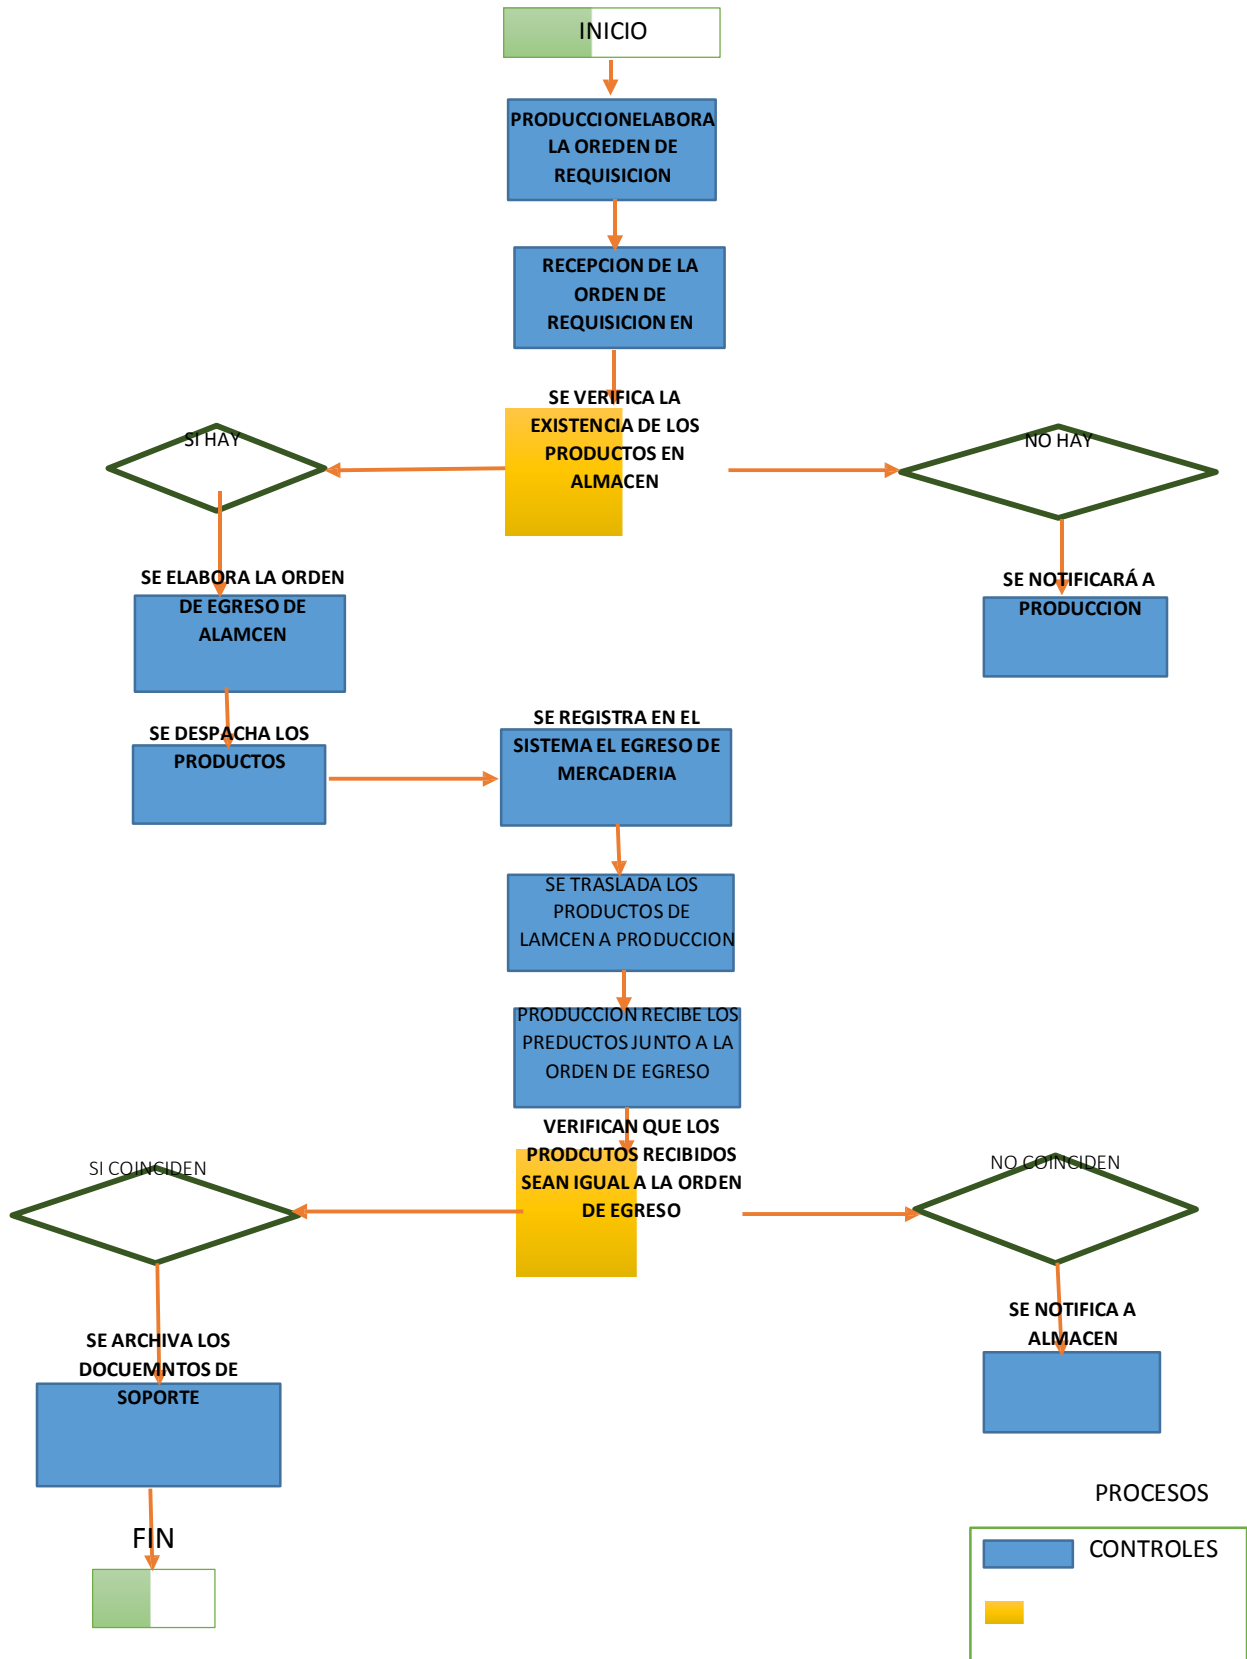 INICIO
PRODUCCIONELABORA
LA OREDEN DE
REQUISICION
RECEPCION DE LA
ORDEN DE
REQUISICION EN
SE VERIFICA LA
EXISTENCIA DE LOS
PRODUCTOS EN
ALMACEN
SI HAY
NO HAY
SE ELABORA LA ORDEN
DE EGRESO DE
ALAMCEN
SE NOTIFICARÁ A
PRODUCCION
SE DESPACHA LOS
PRODUCTOS
SE REGISTRA EN EL
SISTEMA EL EGRESO DE
MERCADERIA
SE TRASLADA LOS
PRODUCTOS DE
LAMCEN A PRODUCCION
PRODUCCION RECIBE LOS
PREDUCTOS JUNTO A LA
ORDEN DE EGRESO
VERIFICAN QUE LOS
PRODCUTOS RECIBIDOS
SEAN IGUAL A LA ORDEN
DE EGRESO
SI COINCIDEN
NO COINCIDEN
SE ARCHIVA LOS
DOCUEMNTOS DE
SOPORTE
SE NOTIFICA A
ALMACEN
FIN
PROCESOS
CONTROLES